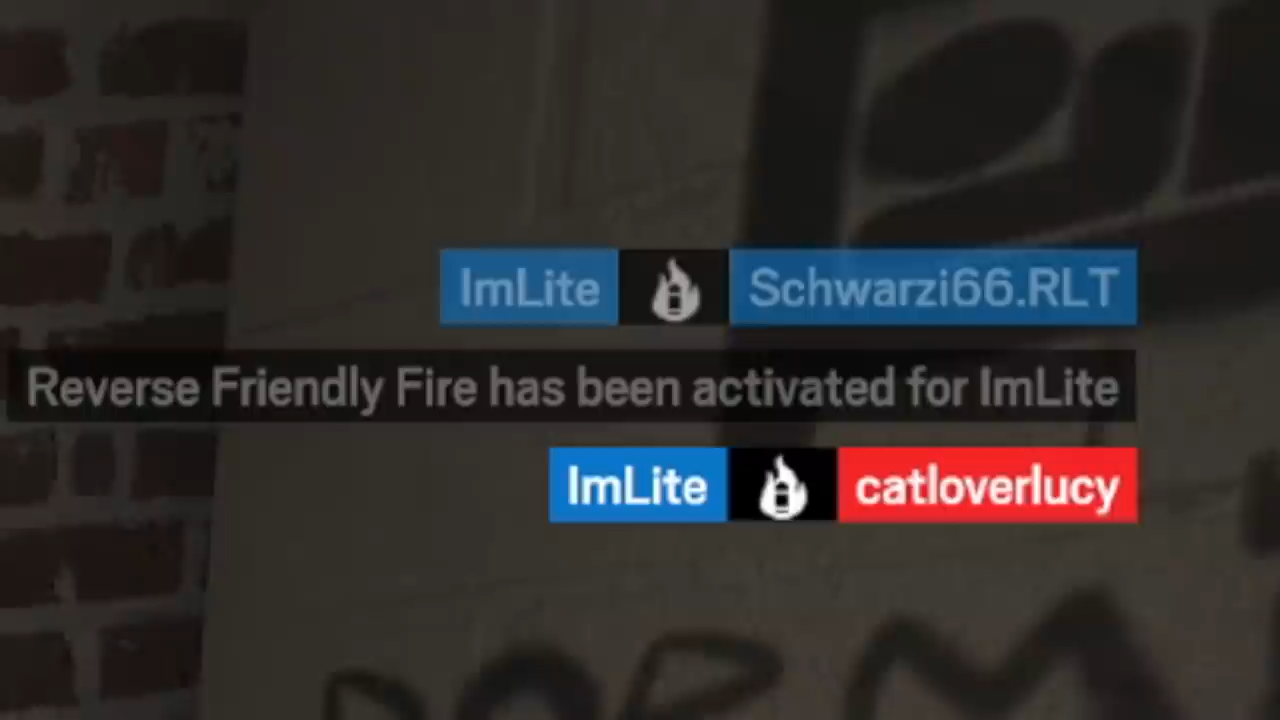 ImLite Schwarzi66.RLT
Reverse Friendly Fire has been activated for ImLite
ImLite catloverlucy